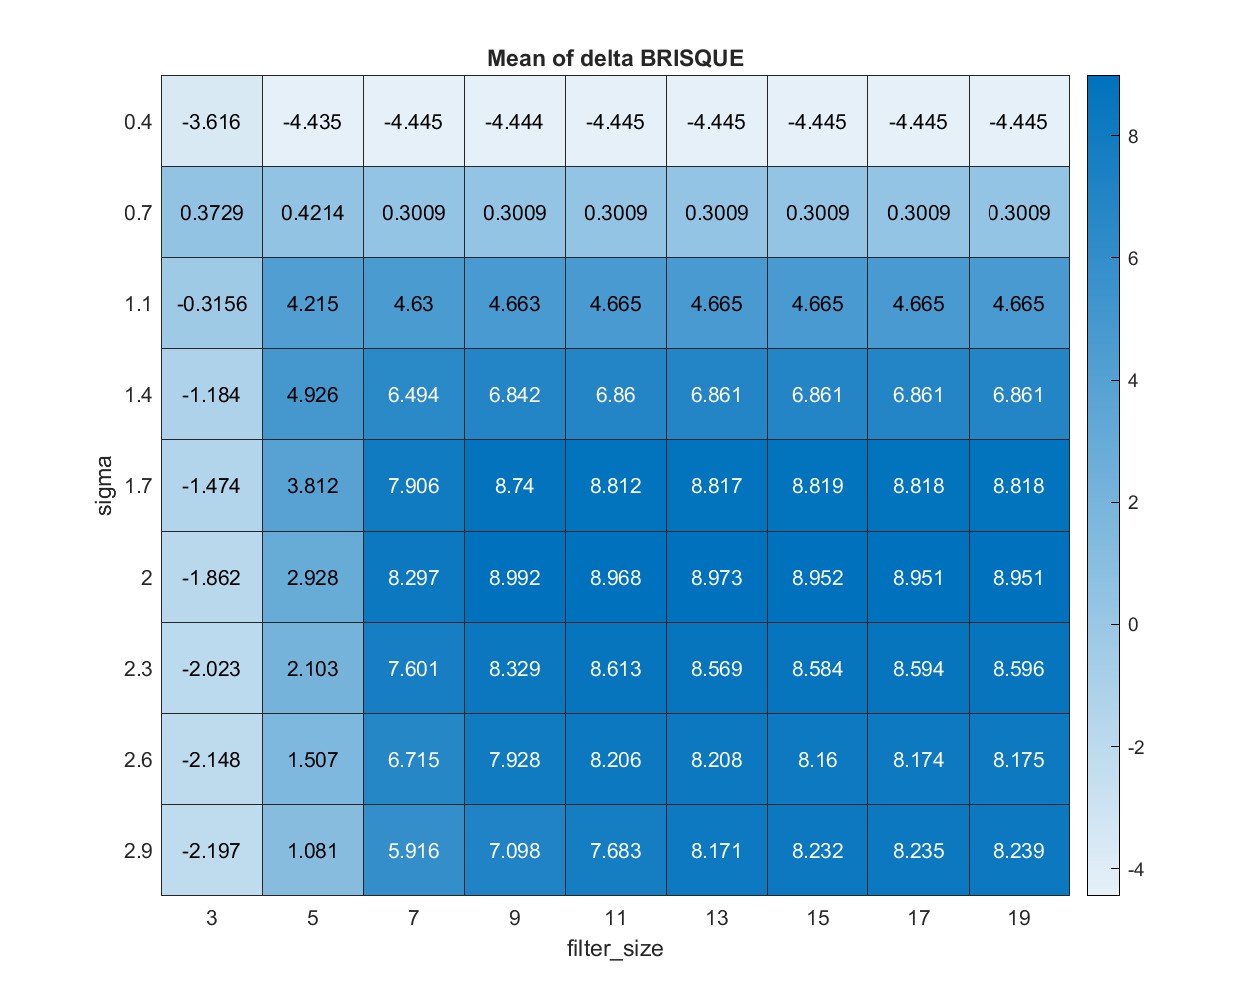 Mean of delta BRISQUE
0.4 -3.616 -4.435 -4.445 -4.444 -4.445 -4.445 -4.445 -4.445 -4.445
0.7 0.3729 0.4214 0.3009 0.3009 0.3009 0.3009 0.3009 0.3009 0.3009
1.1 -0.3156 4.215 4.63 4.663 4.665 4.665 4.665 4.665 4.665
1.4 -1.184 4.926 6.494 6.842 6.86 6.861 6.861 6.861 6.861
sigma
1.7 -1.474 3.812 7.906 8.74 8.812 8.817 8.819 8.818 8.818
2 -1.862 2.928 8.297 8.992 8.968 8.973 8.952 8.951 8.951
2.3 -2.023 2.103 7.601 8.329 8.613 8.569 8.584 8.594 8.596
2.6 -2.148 1.507 6.715 7.928 8.206 8.208 8.16 8.174 8.175
2.9 -2.197 1.081 5.916 7.098 7.683 8.171 8.232 8.235 8.239
3 5 7 9 11 13 15 17 19
filter_size
8
6
4
2
0
-2
-4